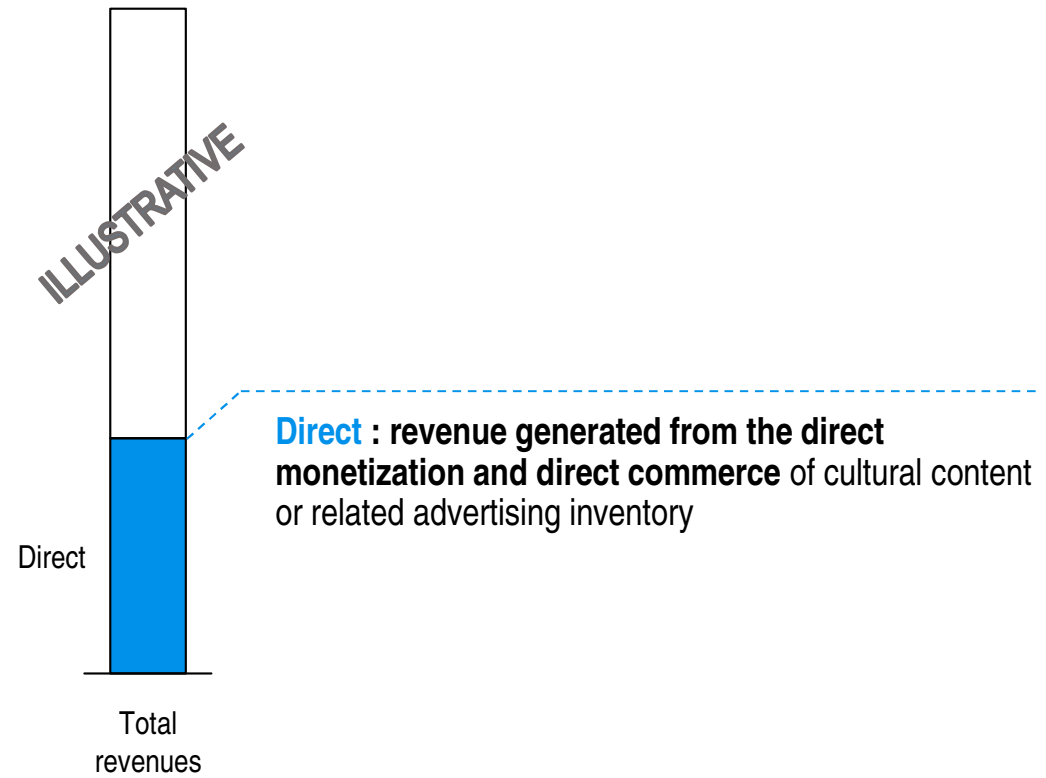 ILLUSTRATIVE
Direct : revenue generated from the direct
monetization and direct commerce of cultural content
or related advertising inventory
Direct
Total
revenues